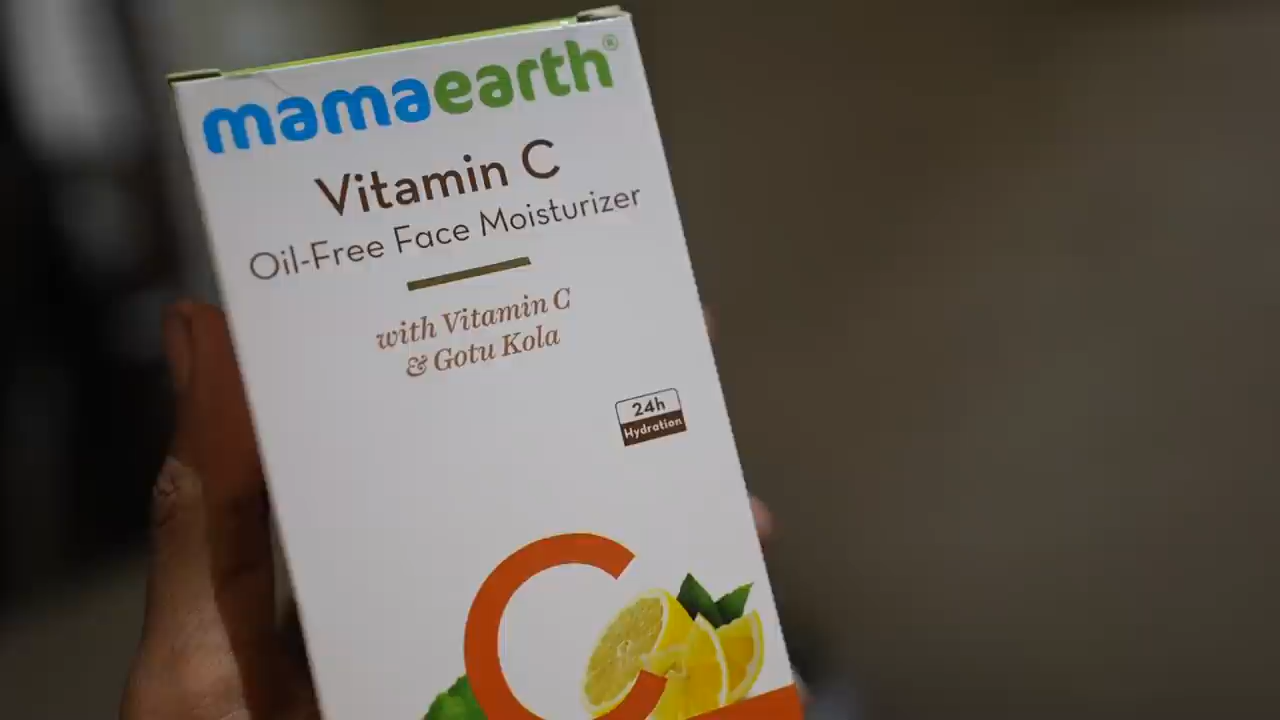 mamaearth®
Vitamin C
Oil-Free Face Moisturizer
with Vitamin C
& Gotu Kola
24h
Hydration
C